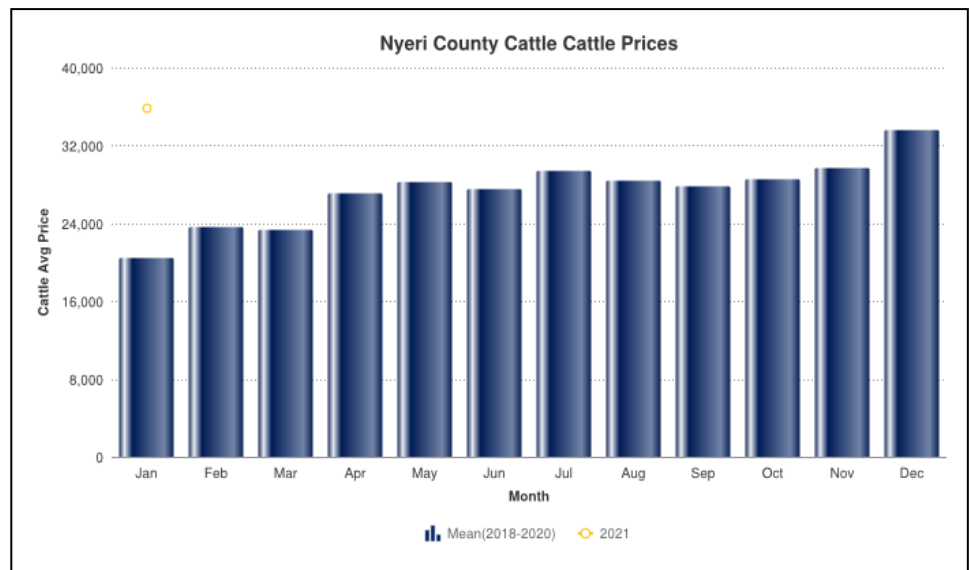 Nyeri County Cattle Cattle Prices
40,000
32,000
24,000
16,000
8,000
0
Cattle Avg Price
Jan Feb Mar Apr May Jun Jul Aug Sep Oct Nov Dec
Month
Mean(2018-2020) 2021